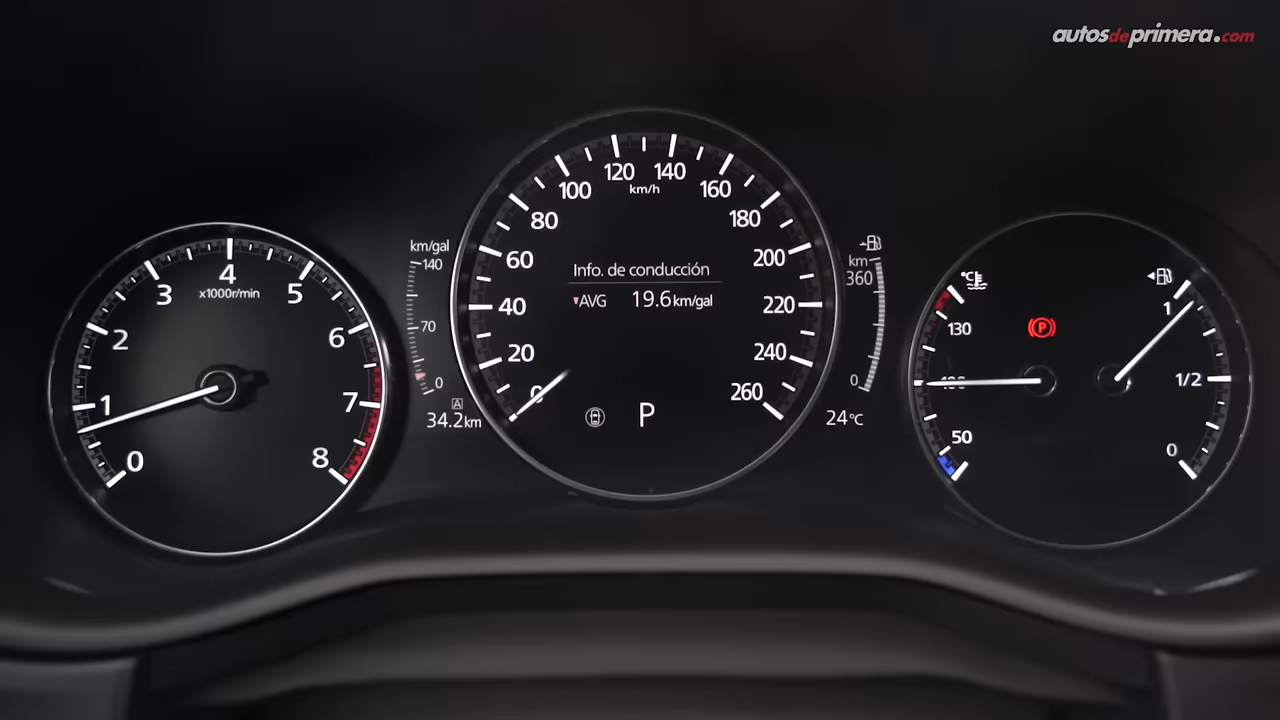 autosdeprimera.com
0
1
2
3
4
5
6
7
8
x1000r/min
km/gal
140
70
0
A
34.2km
0
20
40
60
80
100
120
140
160
180
200
220
240
260
km/h
Info. de conducción
AVG 19.6km/gal
P
km
360
0
24°C
°C
130
100
50
P
1
1/2
0